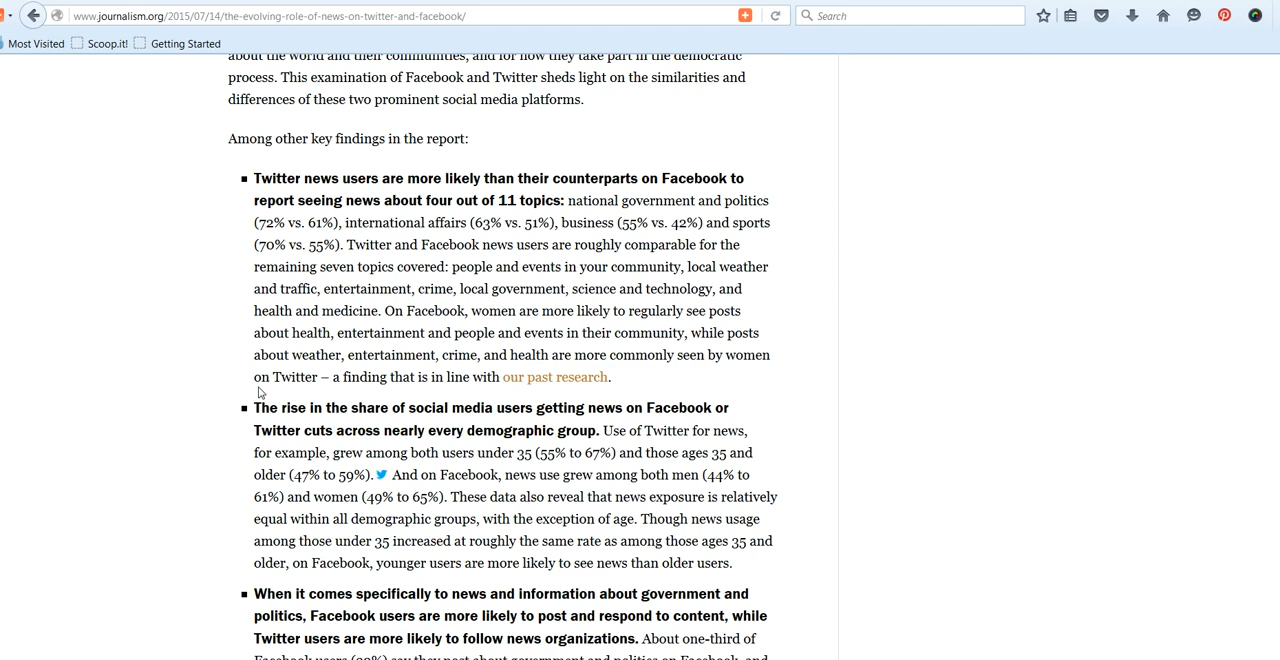 www.journalism.org/2015/07/14/the-evolving-role-of-news-on-twitter-and-facebook/
Search
Most Visited
Scoop.it!
Getting Started
about the world and their communities, and for how they take part in the democratic
process. This examination of Facebook and Twitter sheds light on the similarities and
differences of these two prominent social media platforms.
Among other key findings in the report:
Twitter news users are more likely than their counterparts on Facebook to
report seeing news about four out of 11 topics: national government and politics
(72% vs. 61%), international affairs (63% vs. 51%), business (55% vs. 42%) and sports
(70% vs. 55%). Twitter and Facebook news users are roughly comparable for the
remaining seven topics covered: people and events in your community, local weather
and traffic, entertainment, crime, local government, science and technology, and
health and medicine. On Facebook, women are more likely to regularly see posts
about health, entertainment and people and events in their community, while posts
about weather, entertainment, crime, and health are more commonly seen by women
on Twitter – a finding that is in line with our past research.
The rise in the share of social media users getting news on Facebook or
Twitter cuts across nearly every demographic group. Use of Twitter for news,
for example, grew among both users under 35 (55% to 67%) and those ages 35 and
older (47% to 59%). And on Facebook, news use grew among both men (44% to
61%) and women (49% to 65%). These data also reveal that news exposure is relatively
equal within all demographic groups, with the exception of age. Though news usage
among those under 35 increased at roughly the same rate as among those ages 35 and
older, on Facebook, younger users are more likely to see news than older users.
When it comes specifically to news and information about government and
politics, Facebook users are more likely to post and respond to content, while
Twitter users are more likely to follow news organizations. About one-third of
Facebook users (32%) say they post about government and politics on Facebook, and